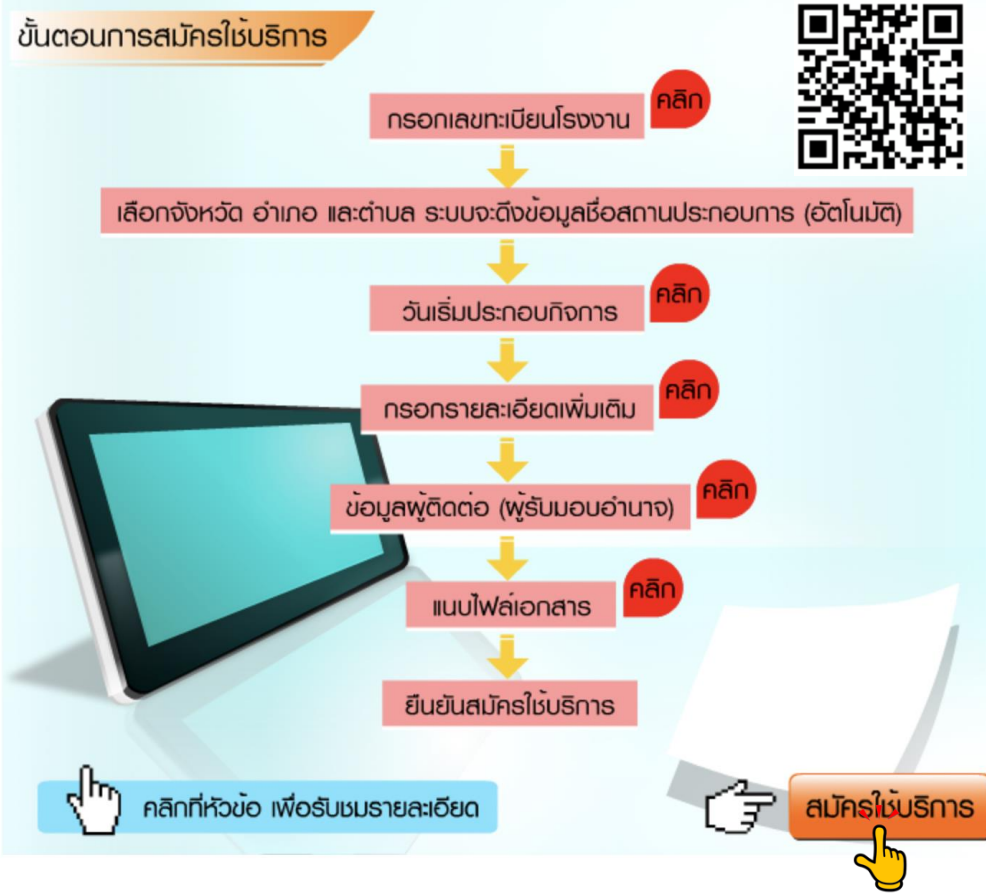 ขั้นตอนการสมัครใช้บริการ
กรอกเลขทะเบียนโรงงาน
คลิก
เลือกจังหวัด อำเภอ และตำบล ระบบจะดึงข้อมูลชื่อสถานประกอบการ (อัตโนมัติ)
วันเริ่มประกอบกิจการ
คลิก
กรอกรายละเอียดเพิ่มเติม
คลิก
ข้อมูลผู้ติดต่อ (ผู้รับมอบอำนาจ)
คลิก
แนบไฟล์เอกสาร
คลิก
ยืนยันสมัครใช้บริการ
คลิกที่หัวข้อ เพื่อรับชมรายละเอียด
สมัครใช้บริการ